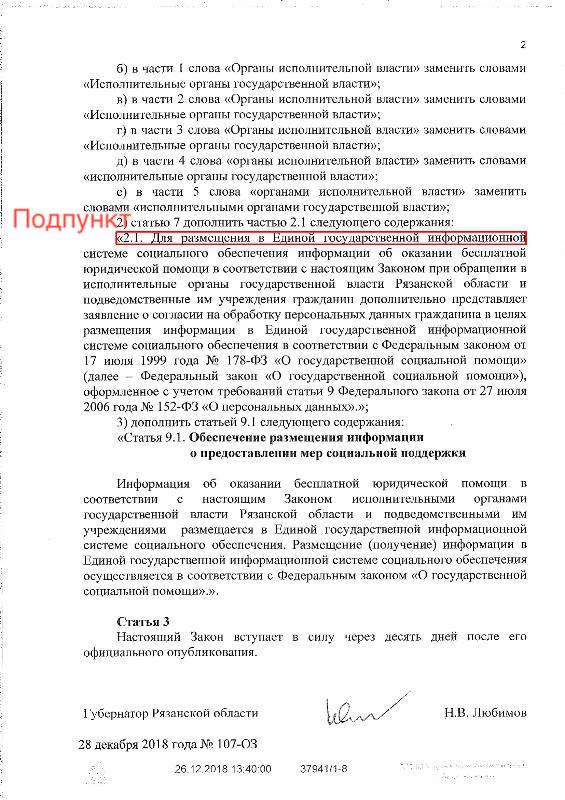 2
б) в части 1 слова «Органы исполнительной власти» заменить словами
«Исполнительные органы государственной власти»;
в) в части 2 слова «Органы исполнительной власти» заменить словами
«Исполнительные органы государственной власти»;
г) в части 3 слова «Органы исполнительной власти» заменить словами
«Исполнительные органы государственной власти»;
д) в части 4 слова «органы исполнительной власти» заменить словами
«исполнительные органы государственной власти»;
е) в части 5 слова «органами исполнительной власти» заменить
словами «исполнительными органами государственной власти»;
Подпункт
2) статью 7 дополнить частью 2.1 следующего содержания:
«2.1. Для размещения в Единой государственной информационной
системе социального обеспечения информации об оказании бесплатной
юридической помощи в соответствии с настоящим Законом при обращении в
исполнительные органы государственной власти Рязанской области и
подведомственные им учреждения гражданин дополнительно представляет
заявление о согласии на обработку персональных данных гражданина в целях
размещения информации в Единой государственной информационной
системе социального обеспечения в соответствии с Федеральным законом от
17 июля 1999 года № 178-ФЗ «О государственной социальной помощи»
(далее – Федеральный закон «О государственной социальной помощи»),
оформленное с учетом требований статьи 9 Федерального закона от 27 июля
2006 года № 152-ФЗ «О персональных данных».»;
3) дополнить статьей 9.1 следующего содержания:
«Статья 9.1. Обеспечение размещения информации
о предоставлении мер социальной поддержки
Информация об оказании бесплатной юридической помощи в
соответствии с настоящим Законом исполнительными органами
государственной власти Рязанской области и подведомственными им
учреждениями размещается в Единой государственной информационной
системе социального обеспечения. Размещение (получение) информации в
Единой государственной информационной системе социального обеспечения
осуществляется в соответствии с Федеральным законом «О государственной
социальной помощи».».
Статья 3
Настоящий Закон вступает в силу через десять дней после его
официального опубликования.
Губернатор Рязанской области Н.В. Любимов
28 декабря 2018 года № 107-ОЗ
26.12.2018 13:40:00 37941/1-8